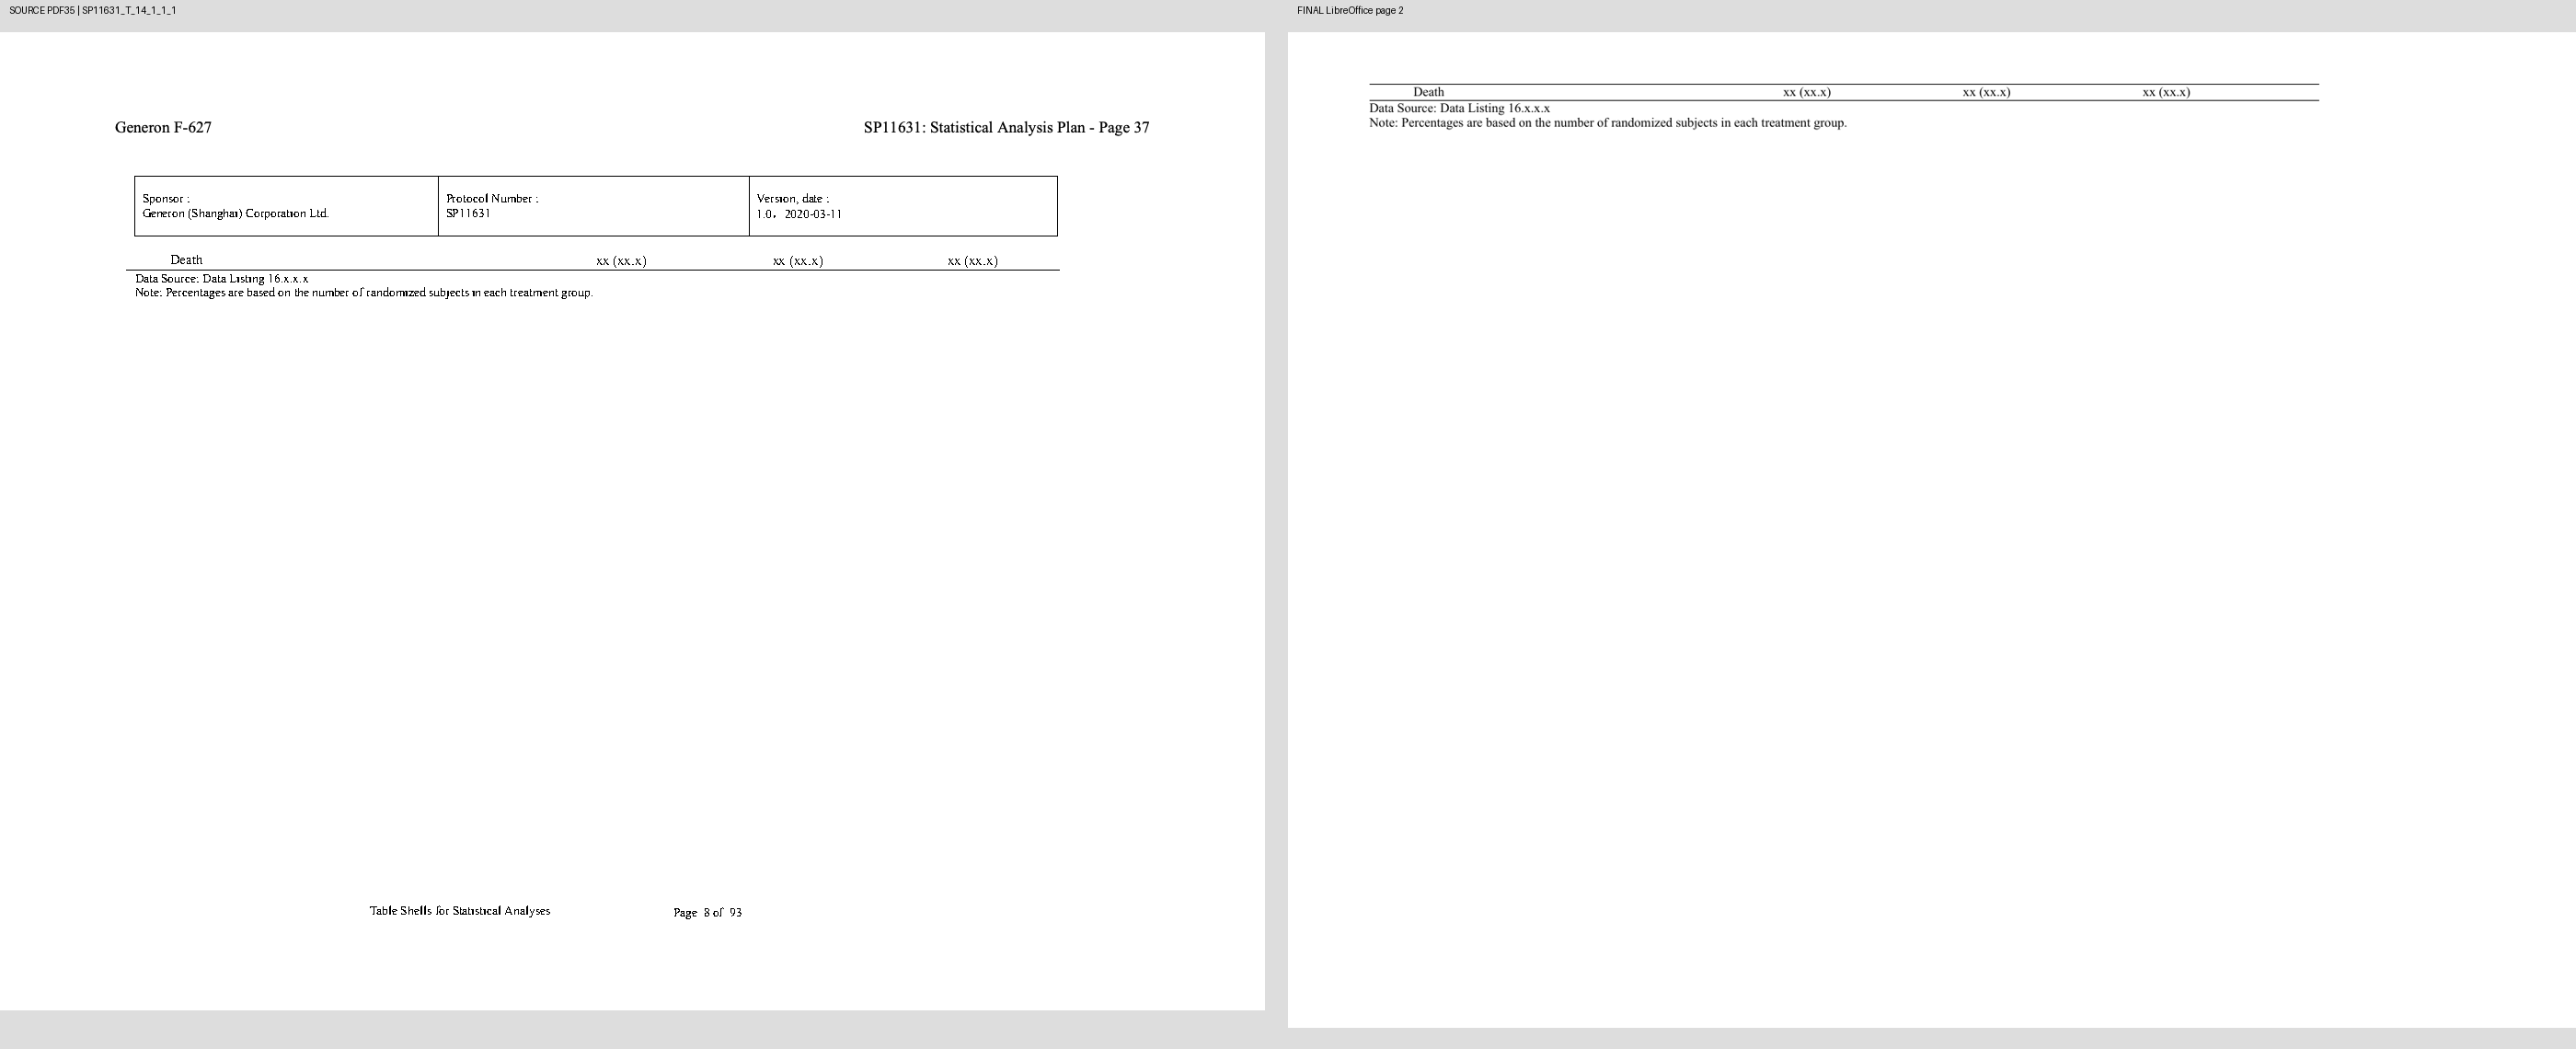 SOURCE PDF35 | SP11631_T_14_1_1_1
Generon F-627 SP11631: Statistical Analysis Plan - Page 37
Sponsor : Protocol Number : Version, date :
Generon (Shanghai) Corporation Ltd. SP11631 1.0，2020-03-11
Death xx (xx.x) xx (xx.x) xx (xx.x)
Data Source: Data Listing 16.x.x.x
Note: Percentages are based on the number of randomized subjects in each treatment group.
Table Shells for Statistical Analyses Page 8 of 93
FINAL LibreOffice page 2
Death xx (xx.x) xx (xx.x) xx (xx.x)
Data Source: Data Listing 16.x.x.x
Note: Percentages are based on the number of randomized subjects in each treatment group.